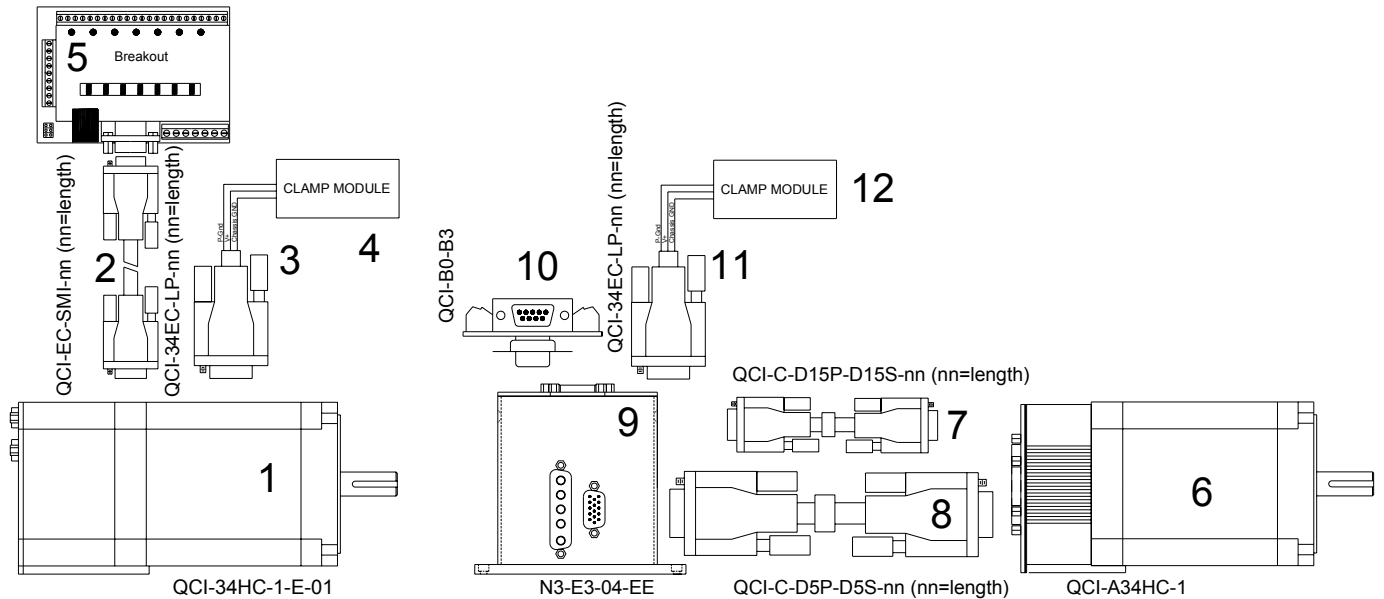 5
Breakout
QCI-EC-SMI-nn (nn=length)
2
QCI-34EC-LP-nn (nn=length)
P-Gnd
V+
Chassis GND
3
CLAMP MODULE
4
QCI-B0-B3
10
QCI-34EC-LP-nn (nn=length)
P-Gnd
V+
Chassis GND
11
CLAMP MODULE
12
1
QCI-34HC-1-E-01
9
N3-E3-04-EE
QCI-C-D15P-D15S-nn (nn=length)
7
8
QCI-C-D5P-D5S-nn (nn=length)
6
QCI-A34HC-1